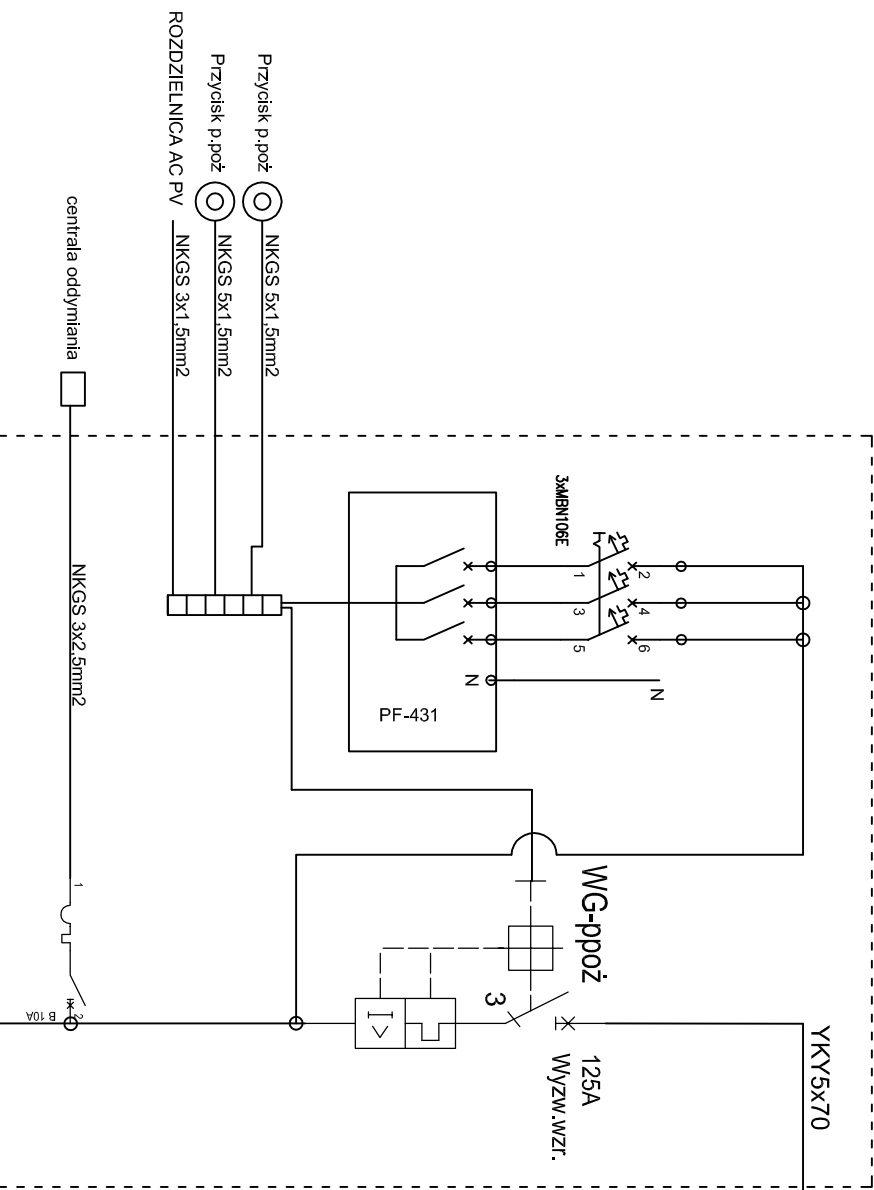 ROZDZIELNICA AC PV
Przycisk p.poż
Przycisk p.poż
centrala oddymiania
NKGS 3x1,5mm2
NKGS 5x1,5mm2
NKGS 5x1,5mm2
NKGS 3x2,5mm2
3xMBN106E
1
2
3
4
5
6
N
N
PF-431
WG-ppoż
3
125A
Wyzw.wzr.
YKY5x70
I>
1
2
B 10A